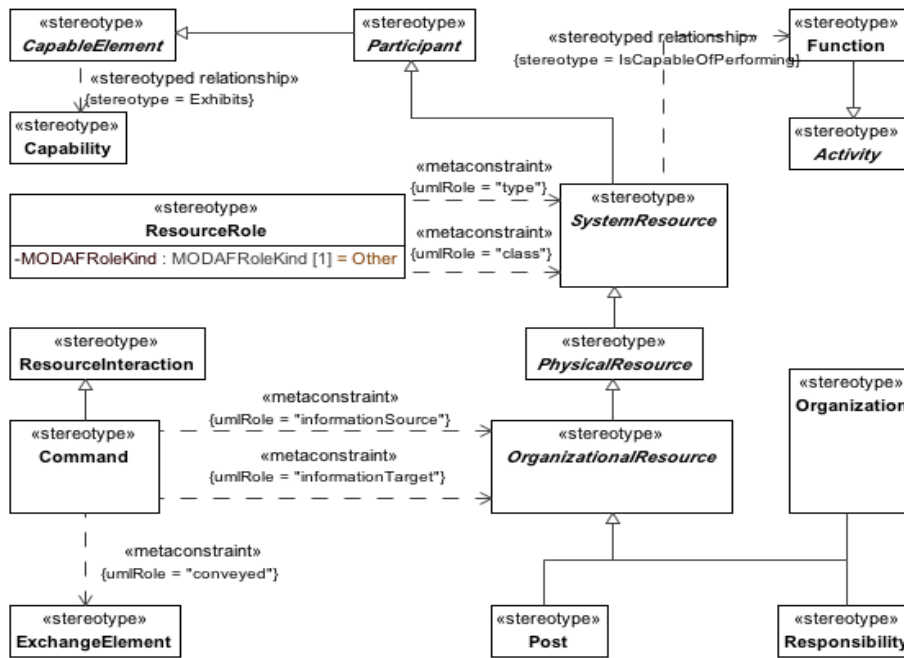 «stereotype»
CapableElement
«stereotype»
Participant
«stereotyped relationship»
{stereotype = IsCapableOfPerforming}
«stereotype»
Function
«stereotyped relationship»
{stereotype = Exhibits}
«stereotype»
Capability
«stereotype»
Activity
«stereotype»
ResourceRole
-MODAFRoleKind : MODAFRoleKind [1] = Other
«metaconstraint»
{umlRole = "type"}
«metaconstraint»
{umlRole = "class"}
«stereotype»
SystemResource
«stereotype»
ResourceInteraction
«stereotype»
PhysicalResource
«stereotype»
Organization
«metaconstraint»
{umlRole = "informationSource"}
«stereotype»
Command
«metaconstraint»
{umlRole = "informationTarget"}
«stereotype»
OrganizationalResource
«metaconstraint»
{umlRole = "conveyed"}
«stereotype»
ExchangeElement
«stereotype»
Post
«stereotype»
Responsibility